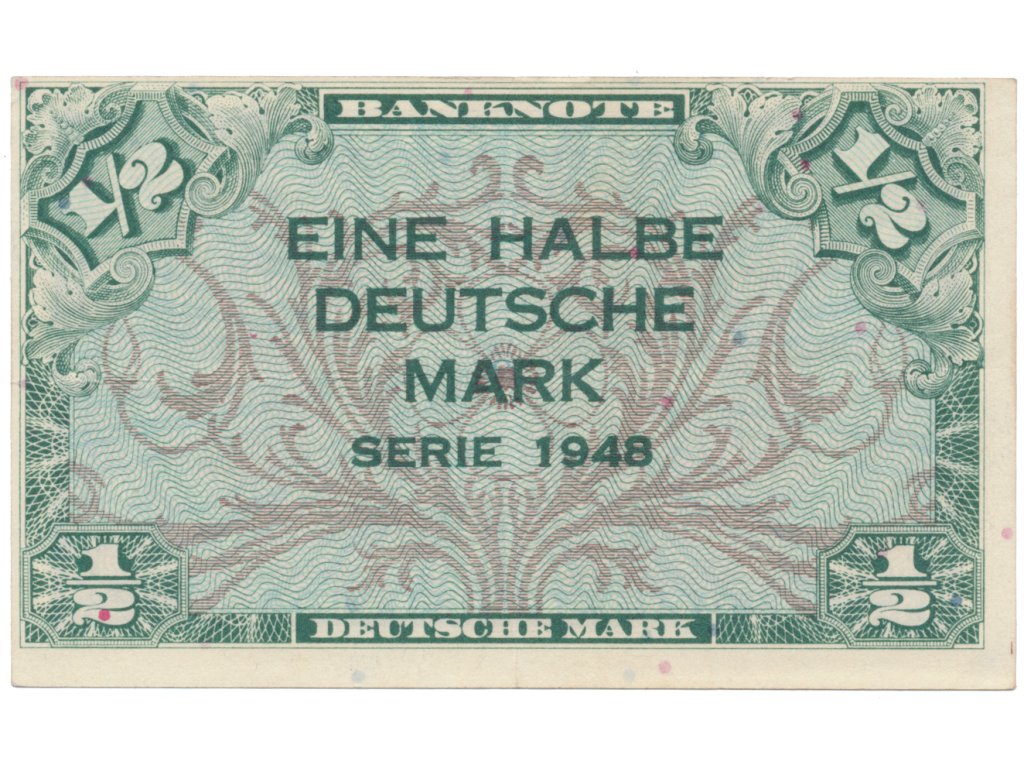 BANKNOTE
1/2
1/2
EINE HALBE
DEUTSCHE
MARK
SERIE 1948
1/2
1/2
DEUTSCHE MARK